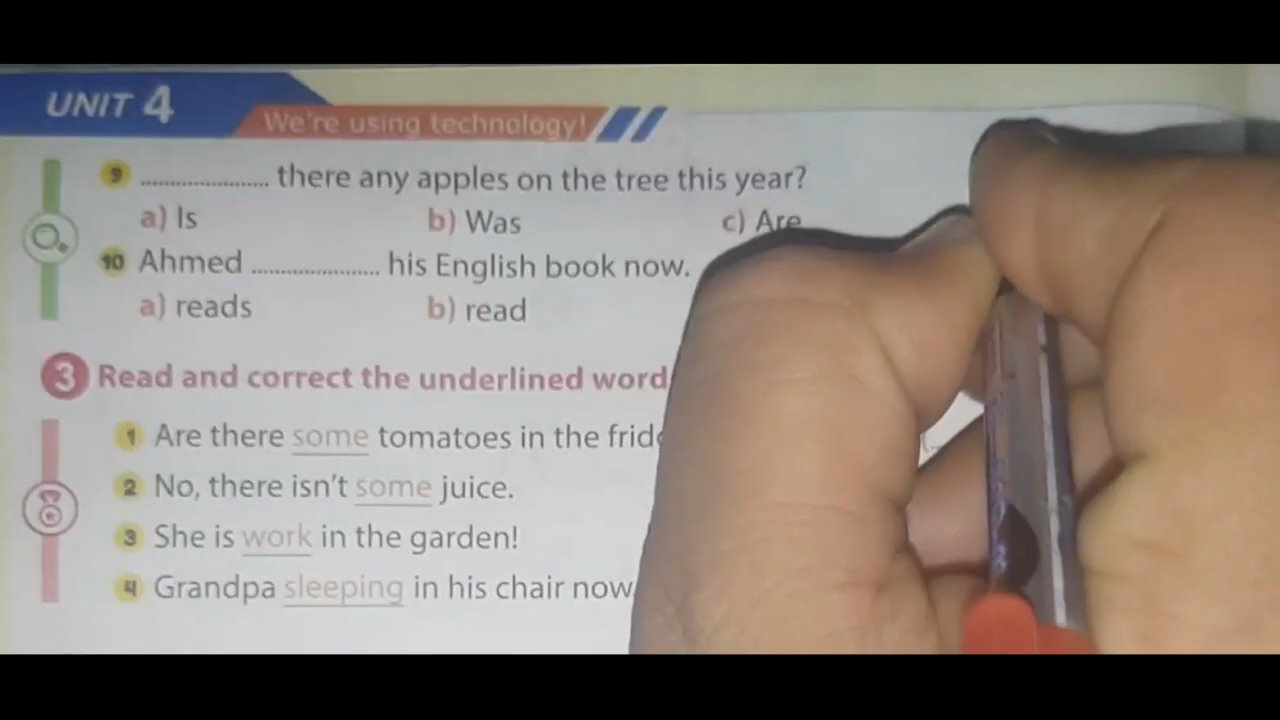 UNIT 4
We're using technology!
9 .................... there any apples on the tree this year?
a) Is b) Was c) Are
10 Ahmed .................... his English book now.
a) reads b) read
3 Read and correct the underlined word
1 Are there some tomatoes in the frid
2 No, there isn't some juice.
3 She is work in the garden!
4 Grandpa sleeping in his chair now